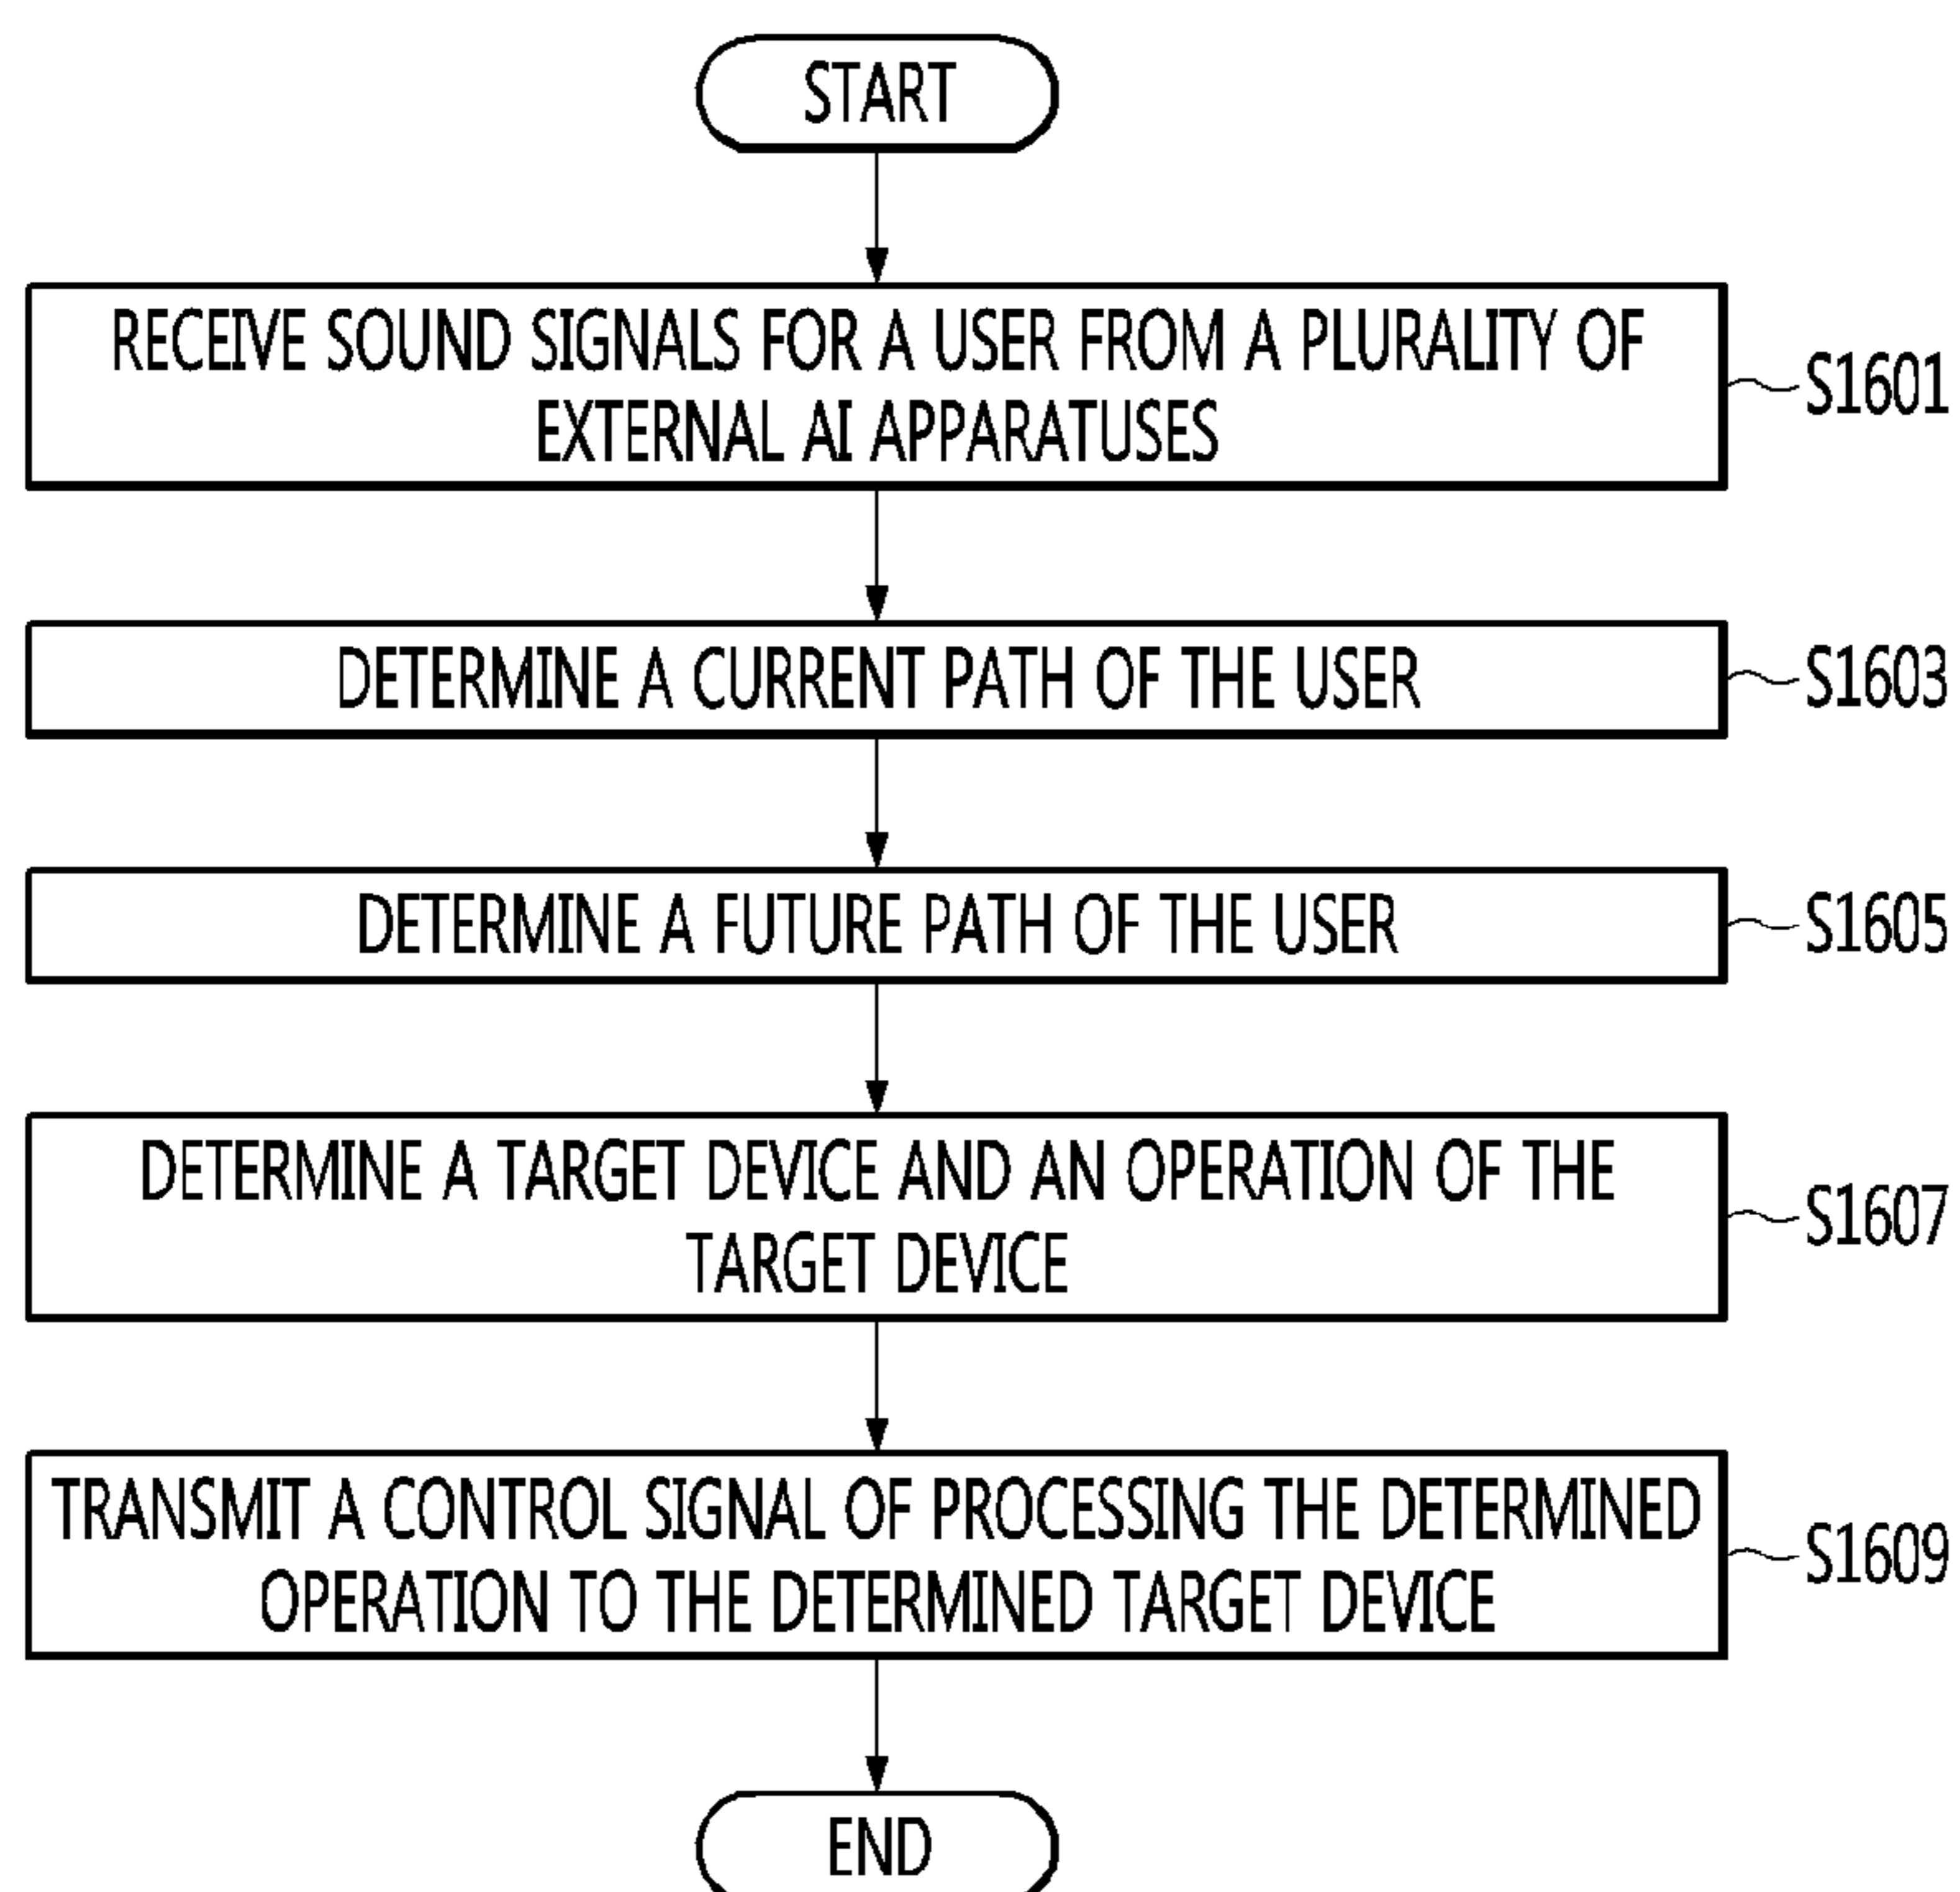 START
RECEIVE SOUND SIGNALS FOR A USER FROM A PLURALITY OF
EXTERNAL AI APPARATUSES
S1601
DETERMINE A CURRENT PATH OF THE USER
S1603
DETERMINE A FUTURE PATH OF THE USER
S1605
DETERMINE A TARGET DEVICE AND AN OPERATION OF THE
TARGET DEVICE
S1607
TRANSMIT A CONTROL SIGNAL OF PROCESSING THE DETERMINED
OPERATION TO THE DETERMINED TARGET DEVICE
S1609
END